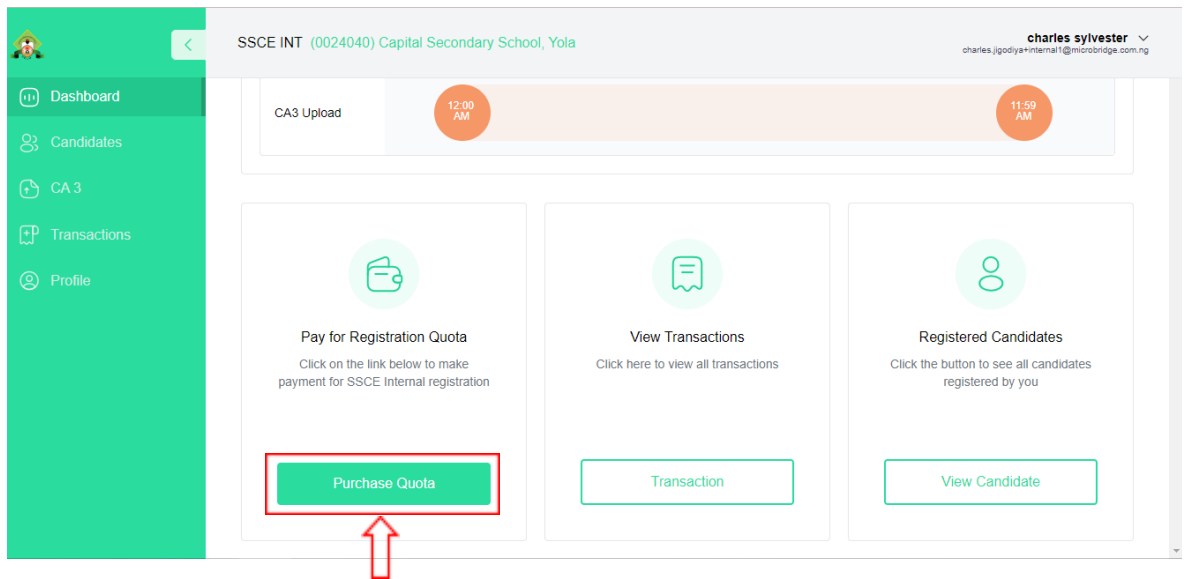 SSCE INT (0024040) Capital Secondary School, Yola
charles sylvester
charles.jigodiya+internal1@microbridge.com.ng
Dashboard
Candidates
CA 3
Transactions
Profile
CA3 Upload
12:00
AM
11:59
AM
Pay for Registration Quota
Click on the link below to make
payment for SSCE Internal registration
Purchase Quota
View Transactions
Click here to view all transactions
Transaction
Registered Candidates
Click the button to see all candidates
registered by you
View Candidate